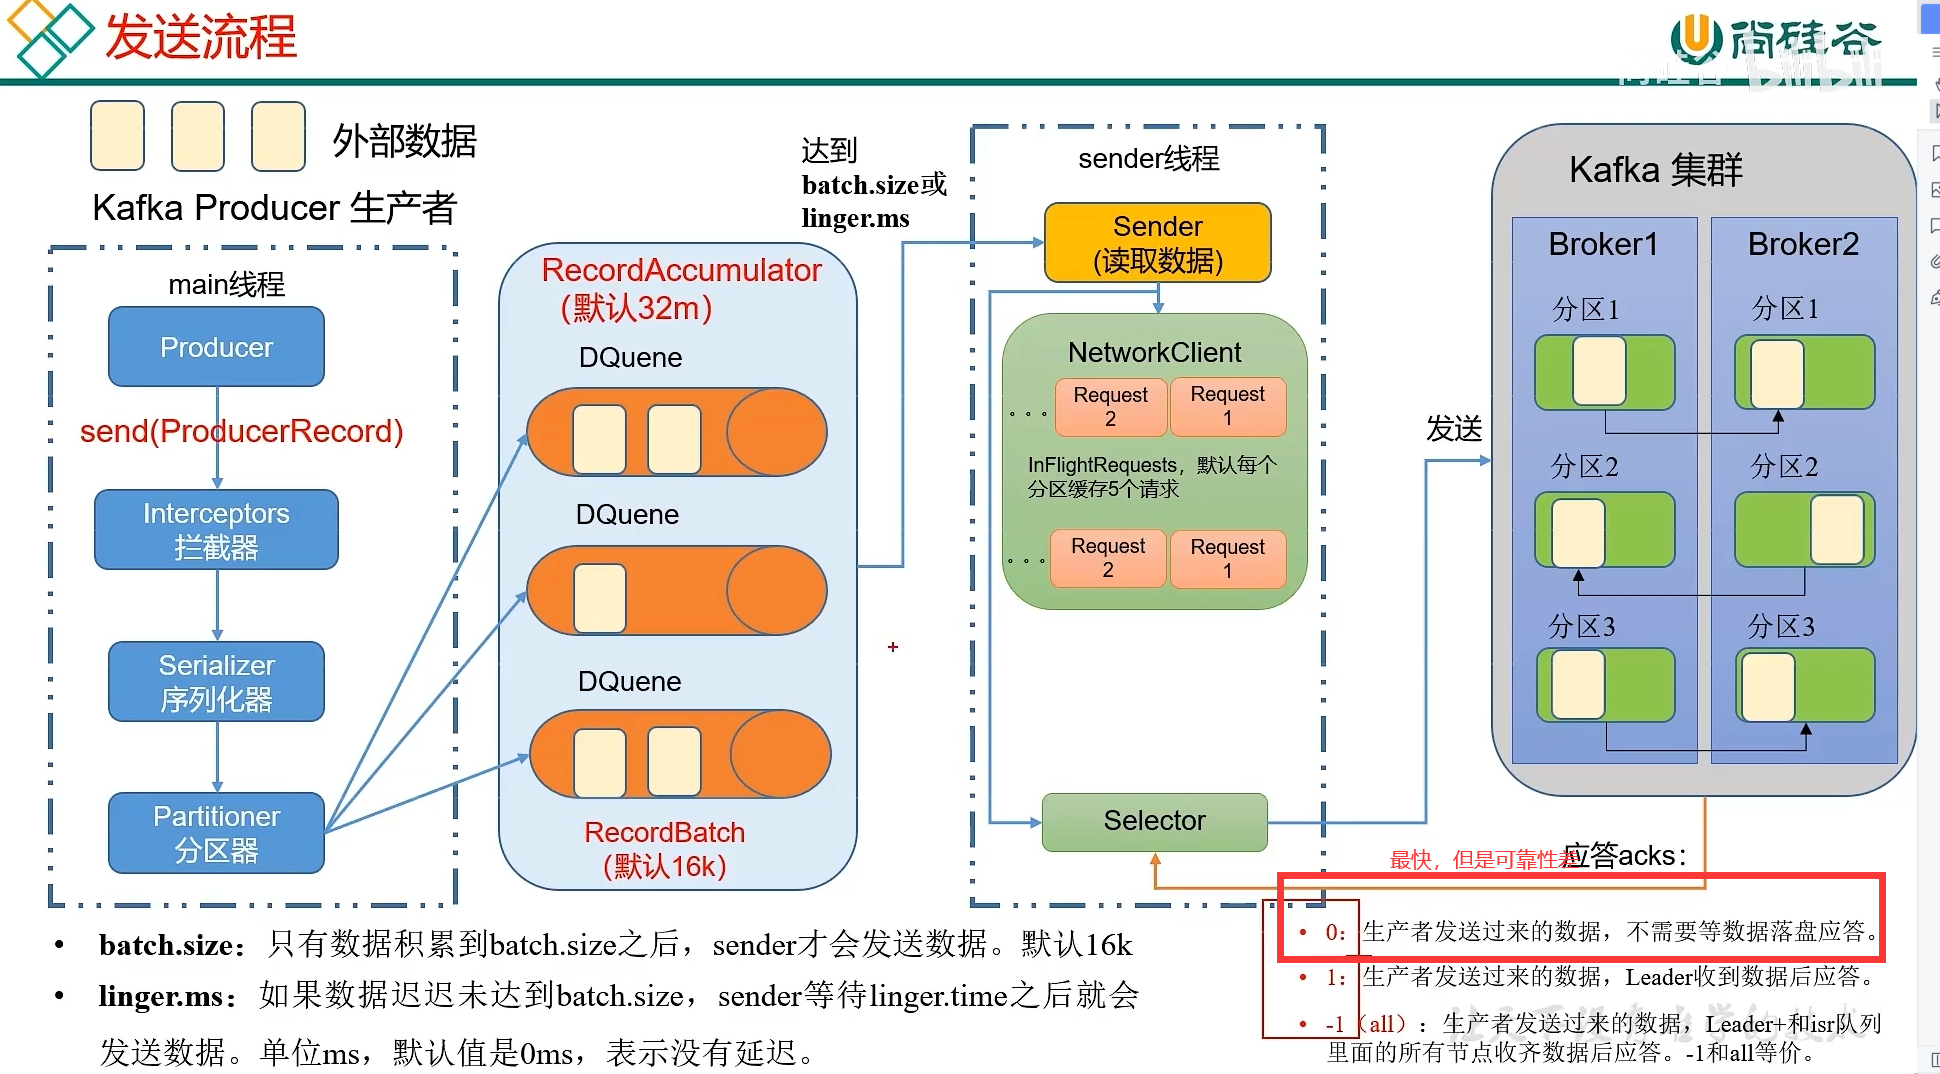 发送流程
尚硅谷
bilibili
外部数据
Kafka Producer 生产者
main线程
Producer
send(ProducerRecord)
Interceptors
拦截器
Serializer
序列化器
Partitioner
分区器
RecordAccumulator
(默认32m)
DQuene
DQuene
DQuene
RecordBatch
(默认16k)
达到
batch.size或
linger.ms
sender线程
Sender
(读取数据)
NetworkClient
Request
2
Request
1
InFlightRequests，默认每个
分区缓存5个请求
Request
2
Request
1
Selector
发送
Kafka 集群
Broker1
Broker2
分区1
分区1
分区2
分区2
分区3
分区3
最快，但是可靠性差
应答acks：
• 0：生产者发送过来的数据，不需要等数据落盘应答。
• 1：生产者发送过来的数据，Leader收到数据后应答。
• -1（all）：生产者发送过来的数据，Leader+和isr队列
里面的所有节点收齐数据后应答。-1和all等价。
• batch.size：只有数据积累到batch.size之后，sender才会发送数据。默认16k
• linger.ms：如果数据迟迟未达到batch.size，sender等待linger.time之后就会
发送数据。单位ms，默认值是0ms，表示没有延迟。